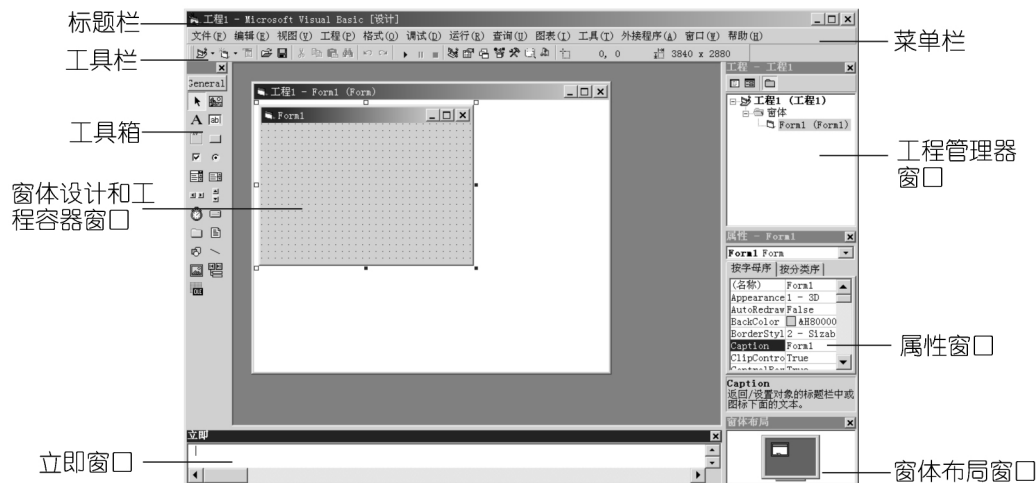 标题栏
工具栏
工具箱
窗体设计和工
程容器窗口
立即窗口
菜单栏
工程管理器
窗口
属性窗口
窗体布局窗口
工程1 - Microsoft Visual Basic [设计]
文件(F) 编辑(E) 视图(V) 工程(P) 格式(O) 调试(D) 运行(R) 查询(U) 图表(I) 工具(T) 外接程序(A) 窗口(W) 帮助(H)
0, 0 3840 x 2880
General
A ab
OLE
工程1 - Form1 (Form)
Form1
工程 - 工程1
工程1 (工程1)
窗体
Form1 (Form1)
属性 - Form1
Form1 Form
按字母序 按分类序
(名称) Form1
Appearance 1 - 3D
AutoRedraw False
BackColor &H80000
BorderStyl 2 - Sizab
Caption Form1
ClipContro True
Caption
返回/设置对象的标题栏中或
图标下面的文本。
窗体布局
立即